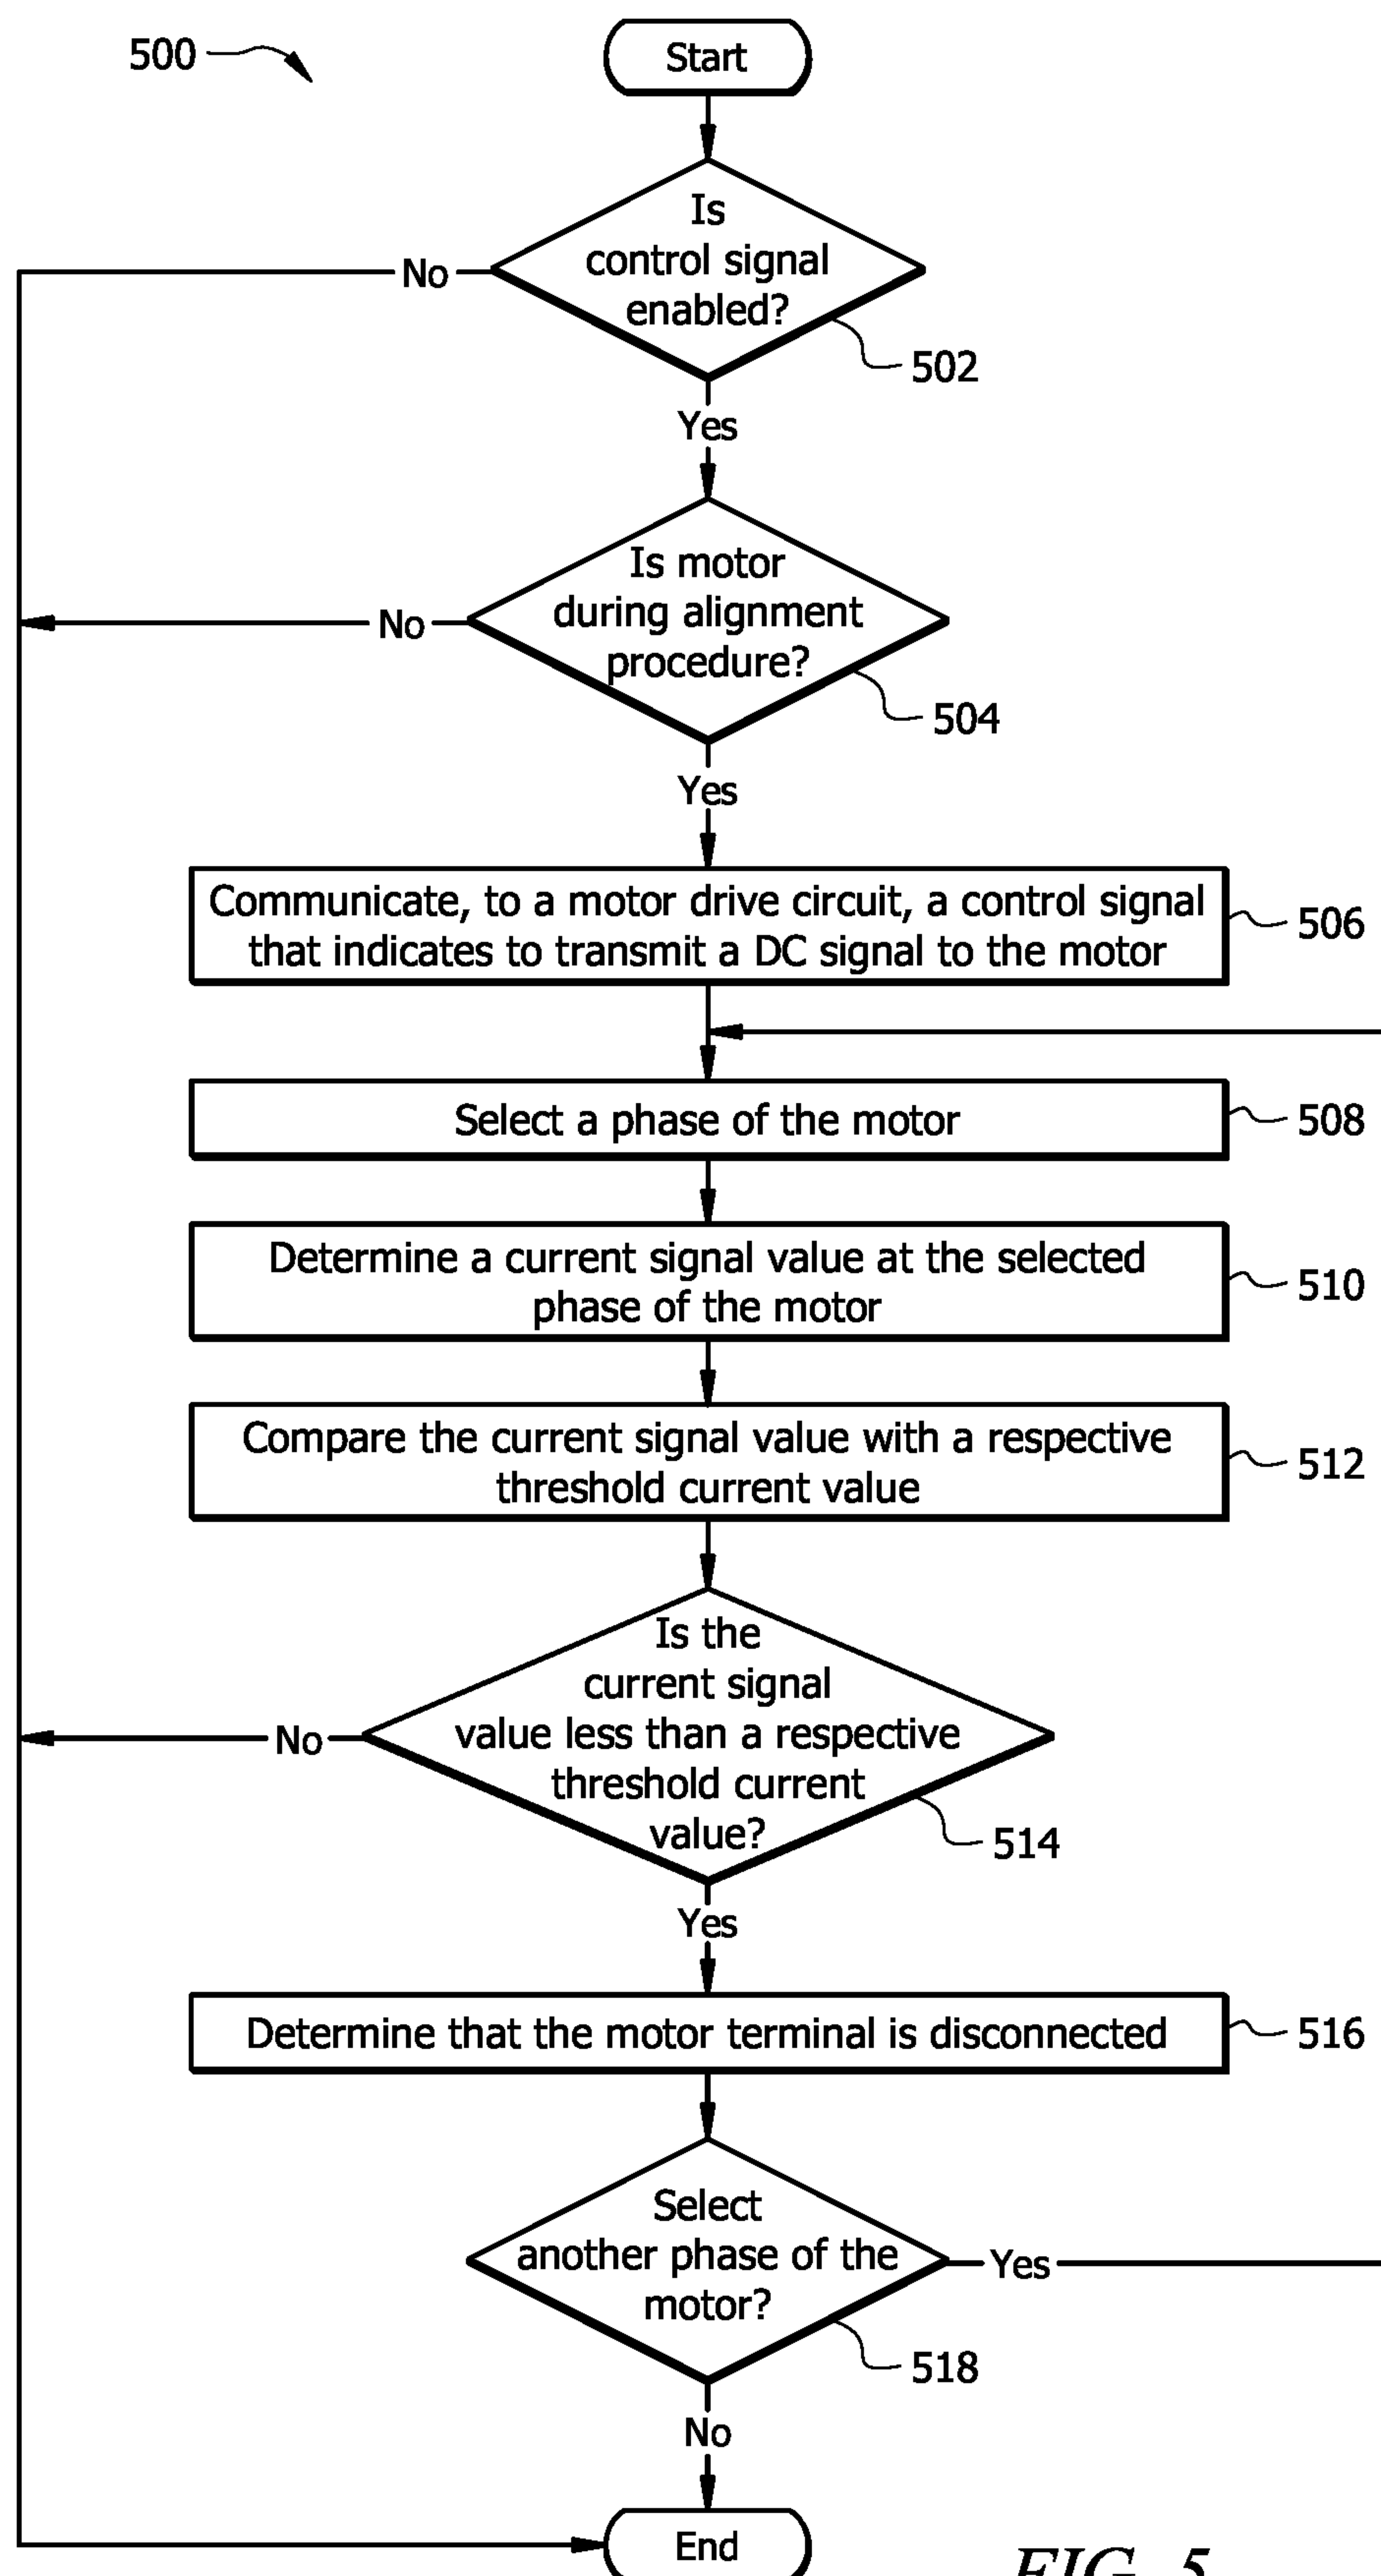 500
Start
Is
control signal
enabled?
No
502
Yes
Is motor
during alignment
procedure?
No
504
Yes
Communicate, to a motor drive circuit, a control signal
that indicates to transmit a DC signal to the motor
506
Select a phase of the motor
508
Determine a current signal value at the selected
phase of the motor
510
Compare the current signal value with a respective
threshold current value
512
Is the
current signal
value less than a respective
threshold current
value?
No
514
Yes
Determine that the motor terminal is disconnected
516
Select
another phase of the
motor?
Yes
518
No
End
FIG. 5